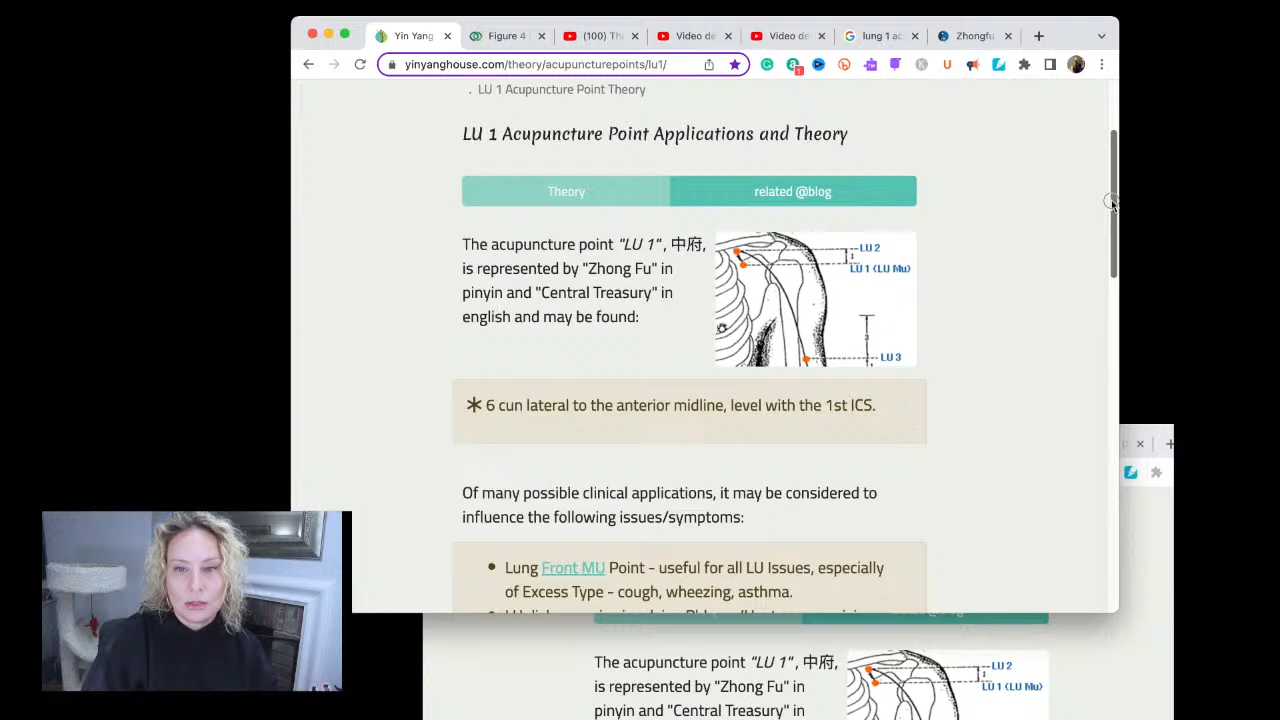 Yin Yang
Figure 4
(100) Th
Video de
Video de
lung 1 ac
Zhongfu
yinyanghouse.com/theory/acupuncturepoints/lu1/
1
. LU 1 Acupuncture Point Theory
LU 1 Acupuncture Point Applications and Theory
Theory
related @blog
The acupuncture point "LU 1", 中府,
is represented by "Zhong Fu" in
pinyin and "Central Treasury" in
english and may be found:
LU 2
LU 1 (LU Mu)
LU 3
6 cun lateral to the anterior midline, level with the 1st ICS.
Of many possible clinical applications, it may be considered to
influence the following issues/symptoms:
Lung Front MU Point - useful for all LU Issues, especially
of Excess Type - cough, wheezing, asthma.
The acupuncture point "LU 1", 中府,
is represented by "Zhong Fu" in
pinyin and "Central Treasury" in
LU 2
LU 1 (LU Mu)